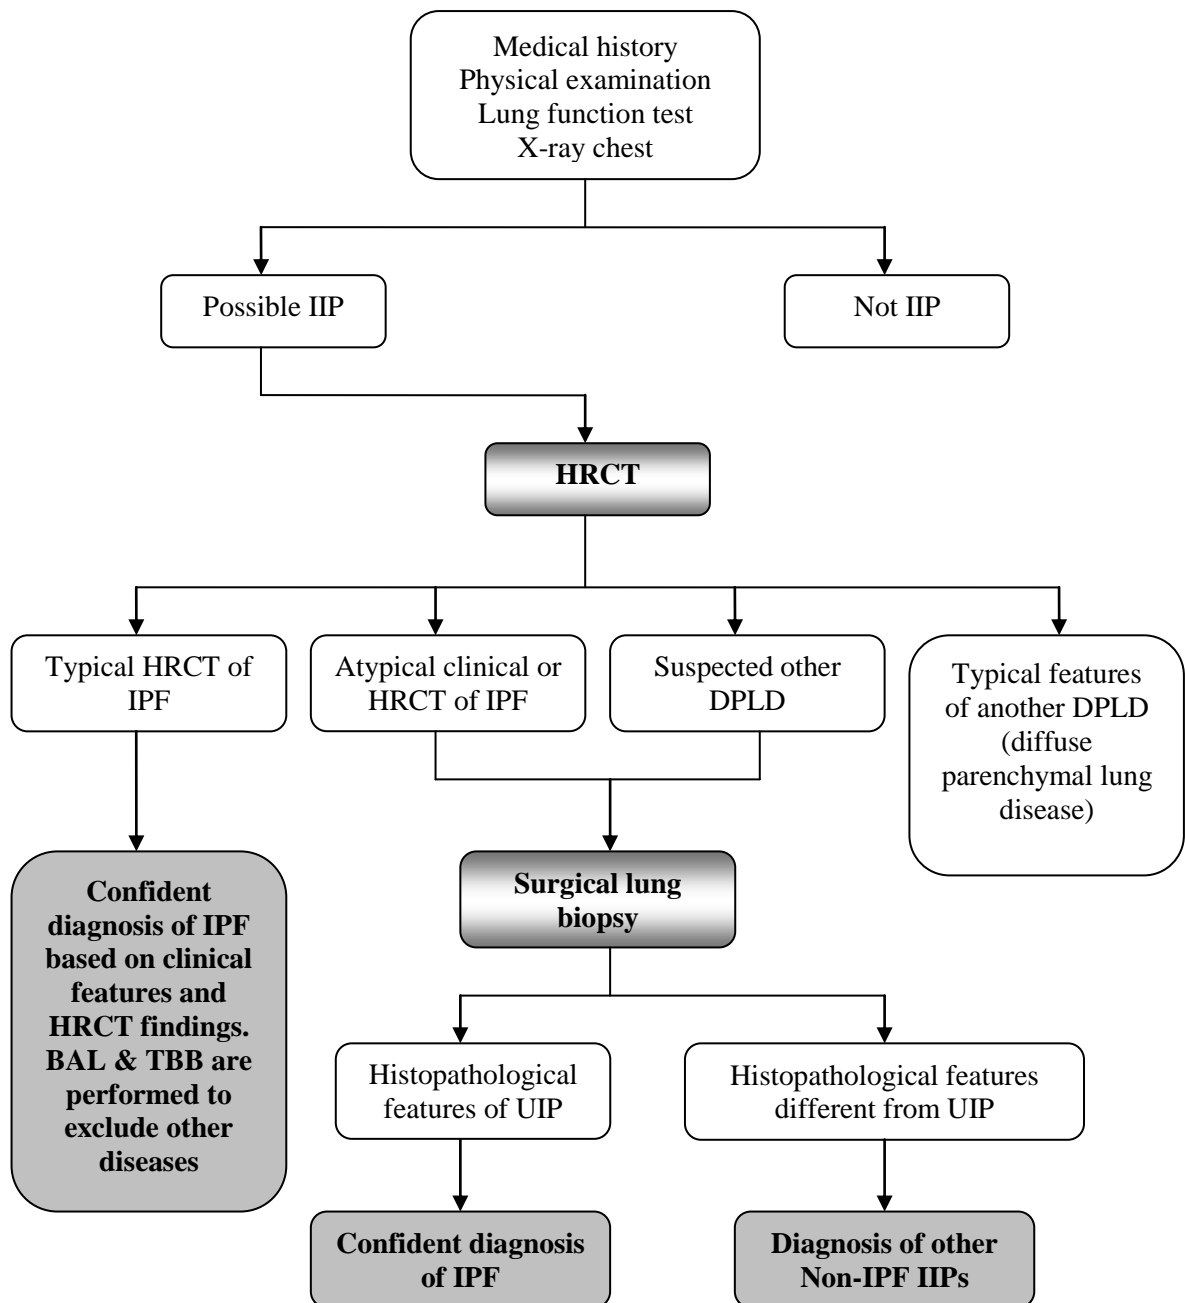 Medical history
Physical examination
Lung function test
X-ray chest
Possible IIP
Not IIP
HRCT
Typical HRCT of
IPF
Atypical clinical or
HRCT of IPF
Suspected other
DPLD
Typical features
of another DPLD
(diffuse
parenchymal lung
disease)
Confident
diagnosis of IPF
based on clinical
features and
HRCT findings.
BAL & TBB are
performed to
exclude other
diseases
Surgical lung
biopsy
Histopathological
features of UIP
Histopathological features
different from UIP
Confident diagnosis
of IPF
Diagnosis of other
Non-IPF IIPs